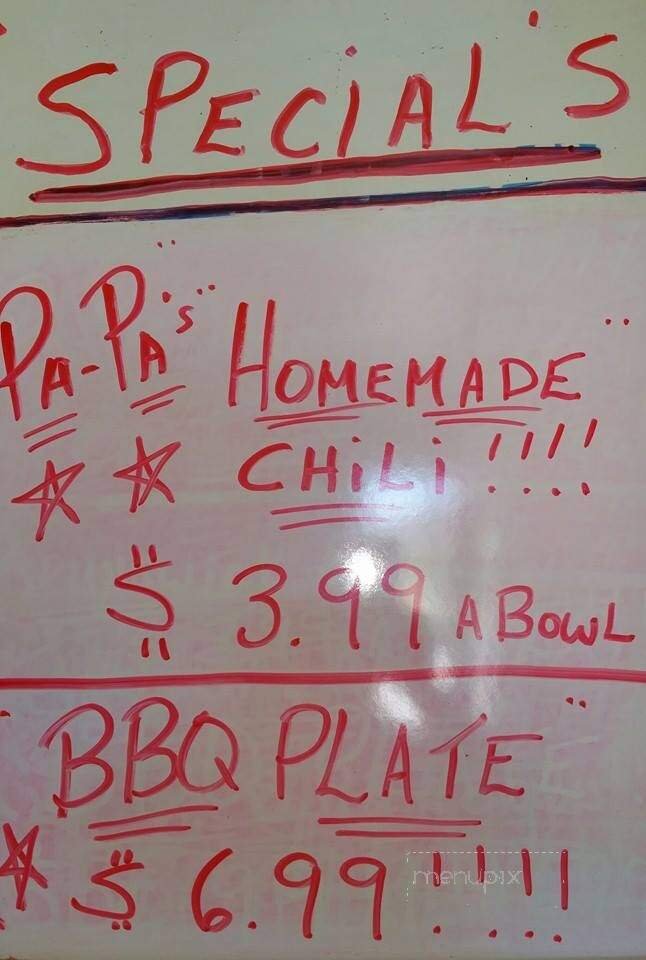 SPECIAL'S
PA-PA'S HOMEMADE
CHILI !!!!
$ 3.99 A BOWL
"BBQ PLATE"
$ 6.99 !!!!
menupix